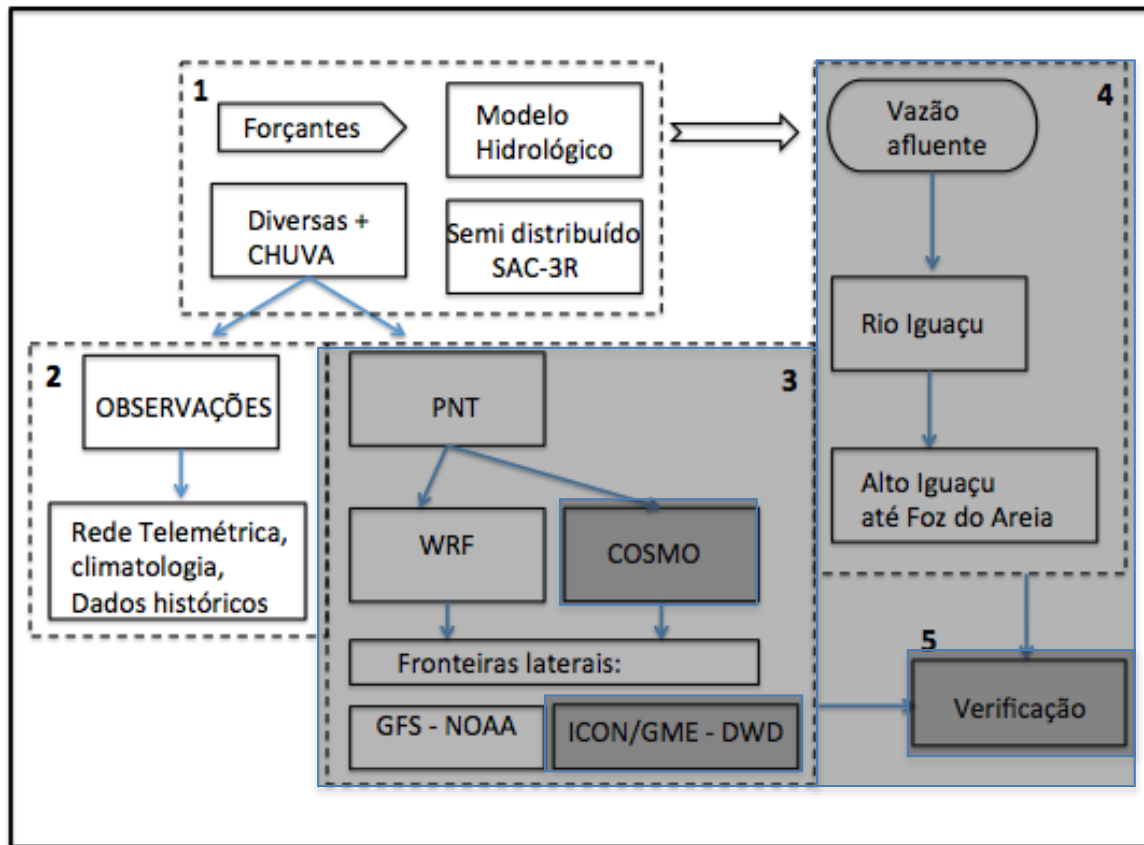 1
Forçantes
Modelo
Hidrológico
Diversas +
CHUVA
Semi distribuído
SAC-3R
2
OBSERVAÇÕES
Rede Telemétrica,
climatologia,
Dados históricos
3
PNT
WRF
COSMO
Fronteiras laterais:
GFS - NOAA
ICON/GME - DWD
4
Vazão
afluente
Rio Iguaçu
Alto Iguaçu
até Foz do Areia
5
Verificação